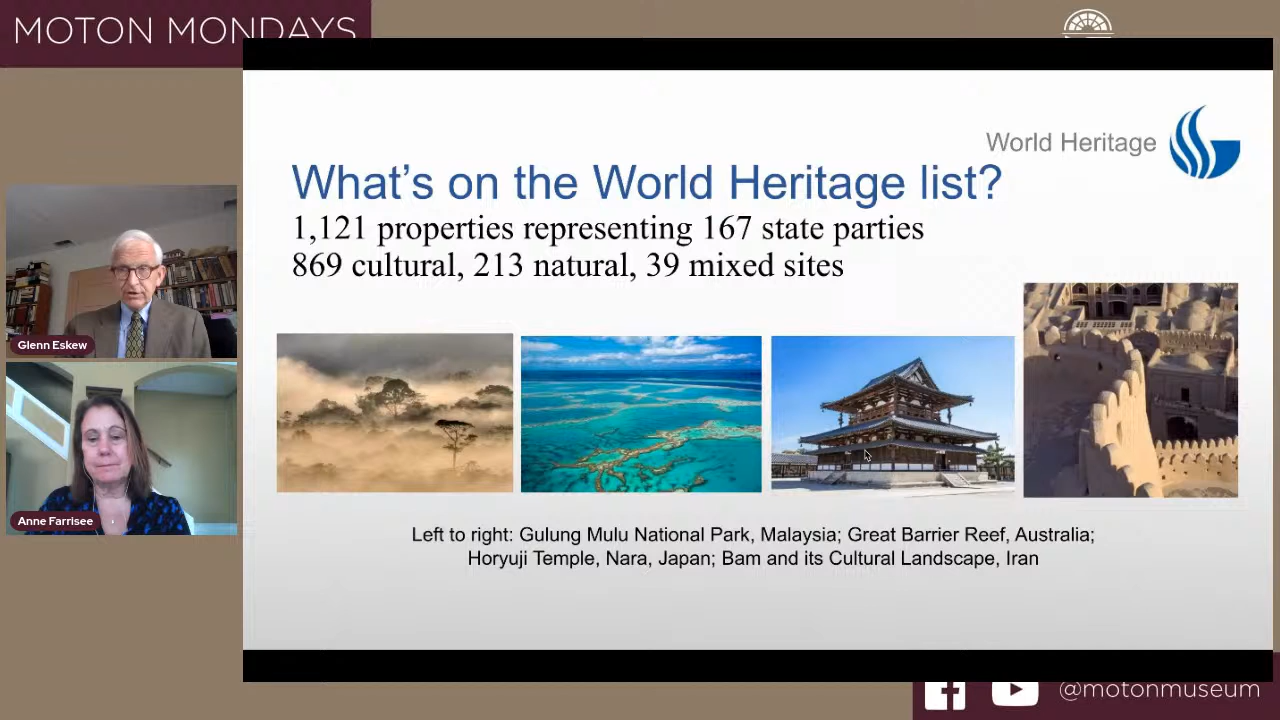 MOTON MONDAYS
World Heritage
What's on the World Heritage list?
1,121 properties representing 167 state parties
869 cultural, 213 natural, 39 mixed sites
Glenn Eskew
Anne Farrisee
Left to right: Gulung Mulu National Park, Malaysia; Great Barrier Reef, Australia;
Horyuji Temple, Nara, Japan; Bam and its Cultural Landscape, Iran
@motonmuseum